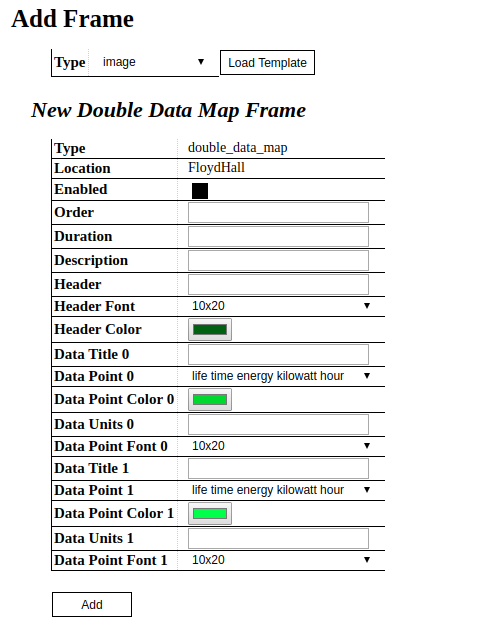 Add Frame
Type image Load Template
New Double Data Map Frame
Type double_data_map
Location FloydHall
Enabled
Order
Duration
Description
Header
Header Font 10x20
Header Color
Data Title 0
Data Point 0 life time energy kilowatt hour
Data Point Color 0
Data Units 0
Data Point Font 0 10x20
Data Title 1
Data Point 1 life time energy kilowatt hour
Data Point Color 1
Data Units 1
Data Point Font 1 10x20
Add